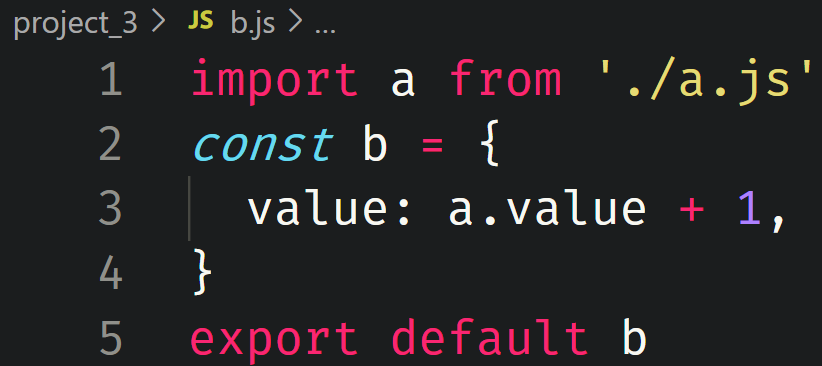 project_3 > JS b.js > ...
1 import a from './a.js'
2 const b = {
3   value: a.value + 1,
4 }
5 export default b